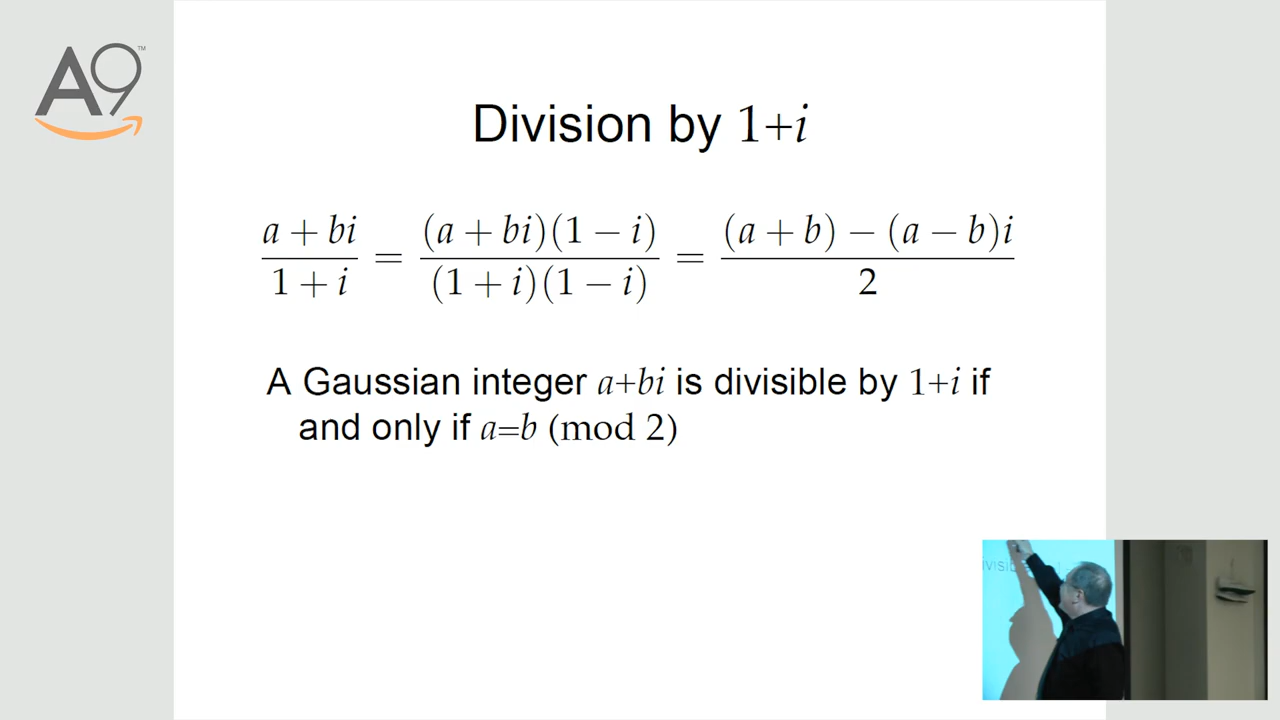 A9™
Division by 1+i
a + bi / 1 + i = (a + bi)(1 − i) / (1 + i)(1 − i) = (a + b) − (a − b)i / 2
A Gaussian integer a+bi is divisible by 1+i if
and only if a=b (mod 2)